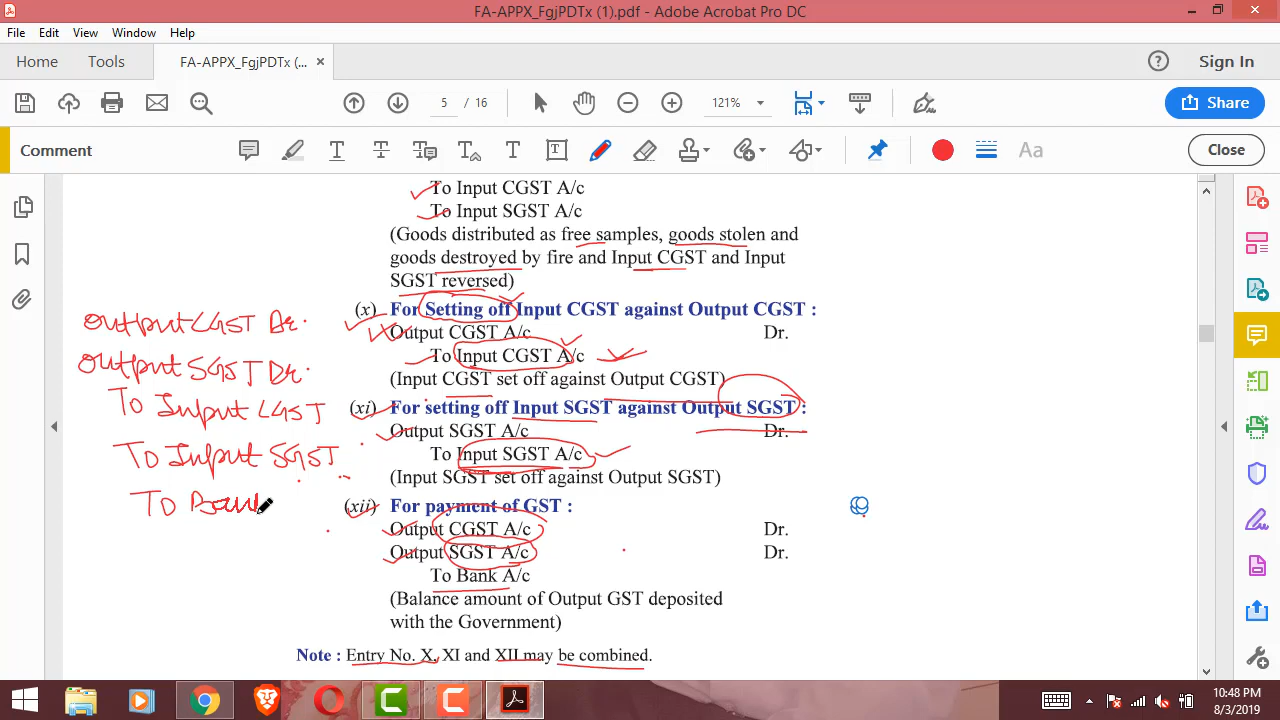 FA-APPX_FgjPDTx (1).pdf - Adobe Acrobat Pro DC
File Edit View Window Help
Home Tools FA-APPX_FgjPDTx (... × Sign In
5 / 16 121% Share
Comment Close
To Input CGST A/c
To Input SGST A/c
(Goods distributed as free samples, goods stolen and
goods destroyed by fire and Input CGST and Input
SGST reversed)
(x) For Setting off Input CGST against Output CGST :
Output CGST A/c Dr.
To Input CGST A/c
(Input CGST set off against Output CGST)
(xi) For setting off Input SGST against Output SGST :
Output SGST A/c Dr.
To Input SGST A/c
(Input SGST set off against Output SGST)
(xii) For payment of GST :
Output CGST A/c Dr.
Output SGST A/c Dr.
To Bank A/c
(Balance amount of Output GST deposited
with the Government)
Note : Entry No. X, XI and XII may be combined.
Output CGST Dr.
Output SGST Dr.
To Input CGST
To Input SGST
To Bank
10:48 PM
8/3/2019